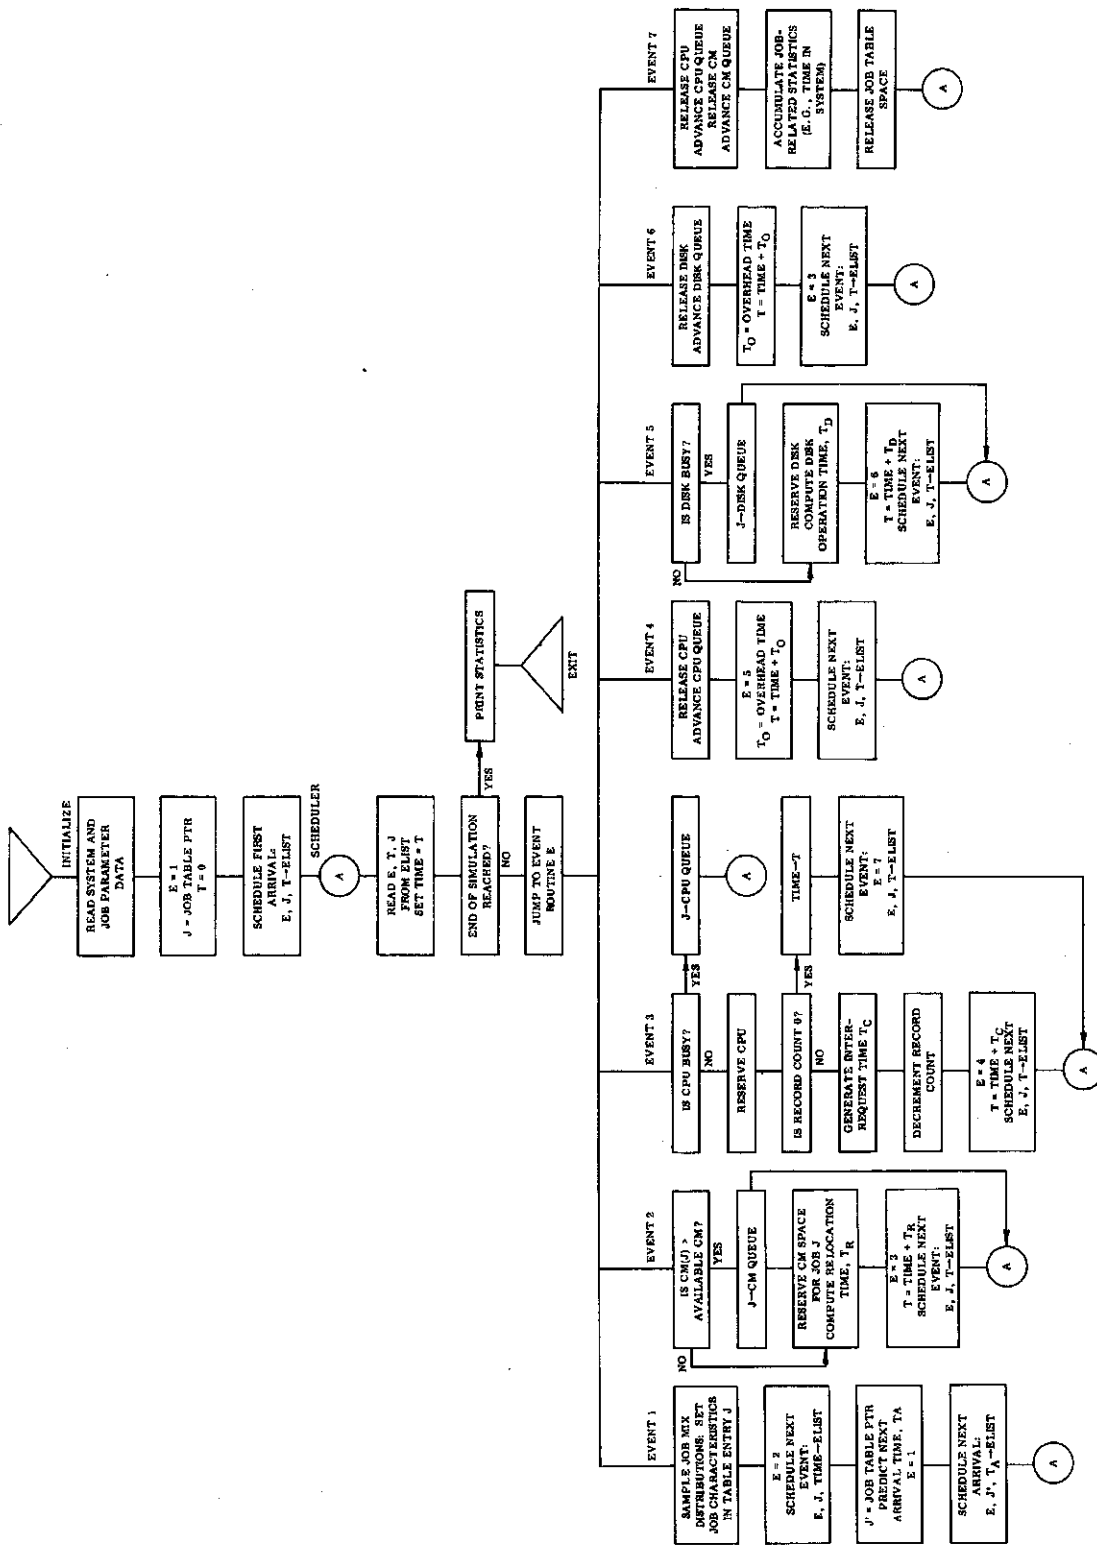 INITIALIZE
READ SYSTEM AND
JOB PARAMETER
DATA
E = 1
J = JOB TABLE PTR
T = 0
SCHEDULE FIRST
ARRIVAL:
E, J, T→ELIST
SCHEDULER
A
READ E, T, J
FROM ELIST
SET TIME = T
END OF SIMULATION
REACHED?
YES
PRINT STATISTICS
EXIT
NO
JUMP TO EVENT
ROUTINE E
EVENT 1
SAMPLE JOB MIX
DISTRIBUTIONS: SET
JOB CHARACTERISTICS
IN TABLE ENTRY J
E = 2
SCHEDULE NEXT
EVENT:
E, J, TIME→ELIST
J' = JOB TABLE PTR
PREDICT NEXT
ARRIVAL TIME, TA
E = 1
SCHEDULE NEXT
ARRIVAL:
E, J', TA→ELIST
A
EVENT 2
IS CM(J) >
AVAILABLE CM?
NO
YES
J→CM QUEUE
RESERVE CM SPACE
FOR JOB J
COMPUTE RELOCATION
TIME, TR
E = 3
T = TIME + TR
SCHEDULE NEXT
EVENT:
E, J, T→ELIST
A
EVENT 3
IS CPU BUSY?
YES
J→CPU QUEUE
A
NO
RESERVE CPU
IS RECORD COUNT 0?
YES
TIME→T
SCHEDULE NEXT
EVENT:
E = 7
E, J, T→ELIST
NO
GENERATE INTER-
REQUEST TIME TC
DECREMENT RECORD
COUNT
E = 4
T = TIME + TC
SCHEDULE NEXT
E, J, T→ELIST
A
EVENT 4
RELEASE CPU
ADVANCE CPU QUEUE
E = 5
TO = OVERHEAD TIME
T = TIME + TO
SCHEDULE NEXT
EVENT:
E, J, T→ELIST
A
EVENT 5
IS DISK BUSY?
NO
YES
J→DISK QUEUE
RESERVE DISK
COMPUTE DISK
OPERATION TIME, TD
E = 6
T = TIME + TD
SCHEDULE NEXT
EVENT:
E, J, T→ELIST
A
EVENT 6
RELEASE DISK
ADVANCE DISK QUEUE
TO = OVERHEAD TIME
T = TIME + TO
E = 3
SCHEDULE NEXT
EVENT:
E, J, T→ELIST
A
EVENT 7
RELEASE CPU
ADVANCE CPU QUEUE
RELEASE CM
ADVANCE CM QUEUE
ACCUMULATE JOB-
RELATED STATISTICS
(E.G., TIME IN
SYSTEM)
RELEASE JOB TABLE
SPACE
A